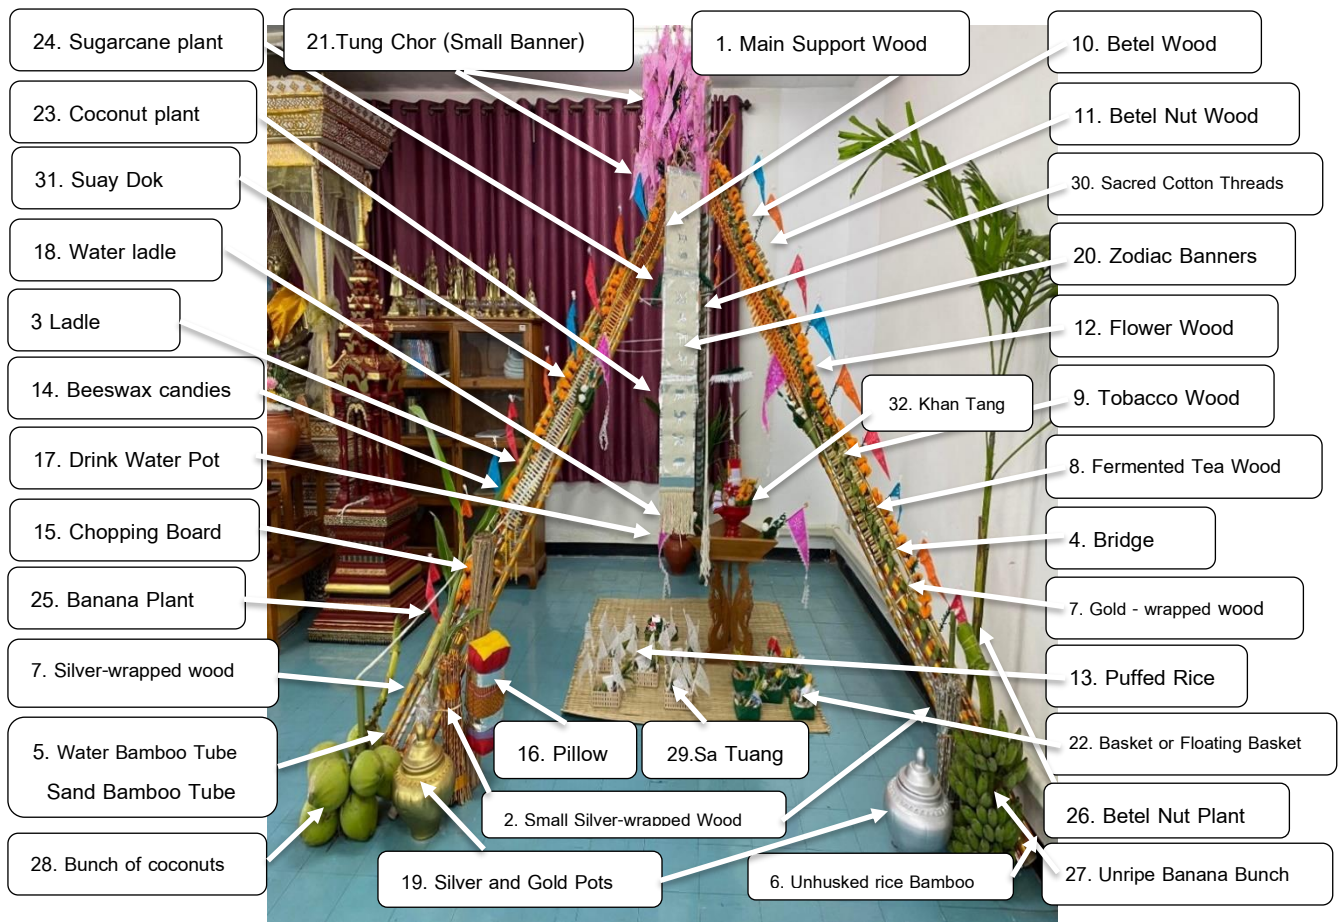 24. Sugarcane plant
21.Tung Chor (Small Banner)
1. Main Support Wood
10. Betel Wood
23. Coconut plant
11. Betel Nut Wood
31. Suay Dok
30. Sacred Cotton Threads
18. Water ladle
20. Zodiac Banners
3 Ladle
12. Flower Wood
14. Beeswax candies
32. Khan Tang
9. Tobacco Wood
17. Drink Water Pot
8. Fermented Tea Wood
15. Chopping Board
4. Bridge
25. Banana Plant
7. Gold - wrapped wood
7. Silver-wrapped wood
13. Puffed Rice
5. Water Bamboo Tube
Sand Bamboo Tube
16. Pillow
29.Sa Tuang
22. Basket or Floating Basket
2. Small Silver-wrapped Wood
26. Betel Nut Plant
28. Bunch of coconuts
19. Silver and Gold Pots
6. Unhusked rice Bamboo
27. Unripe Banana Bunch